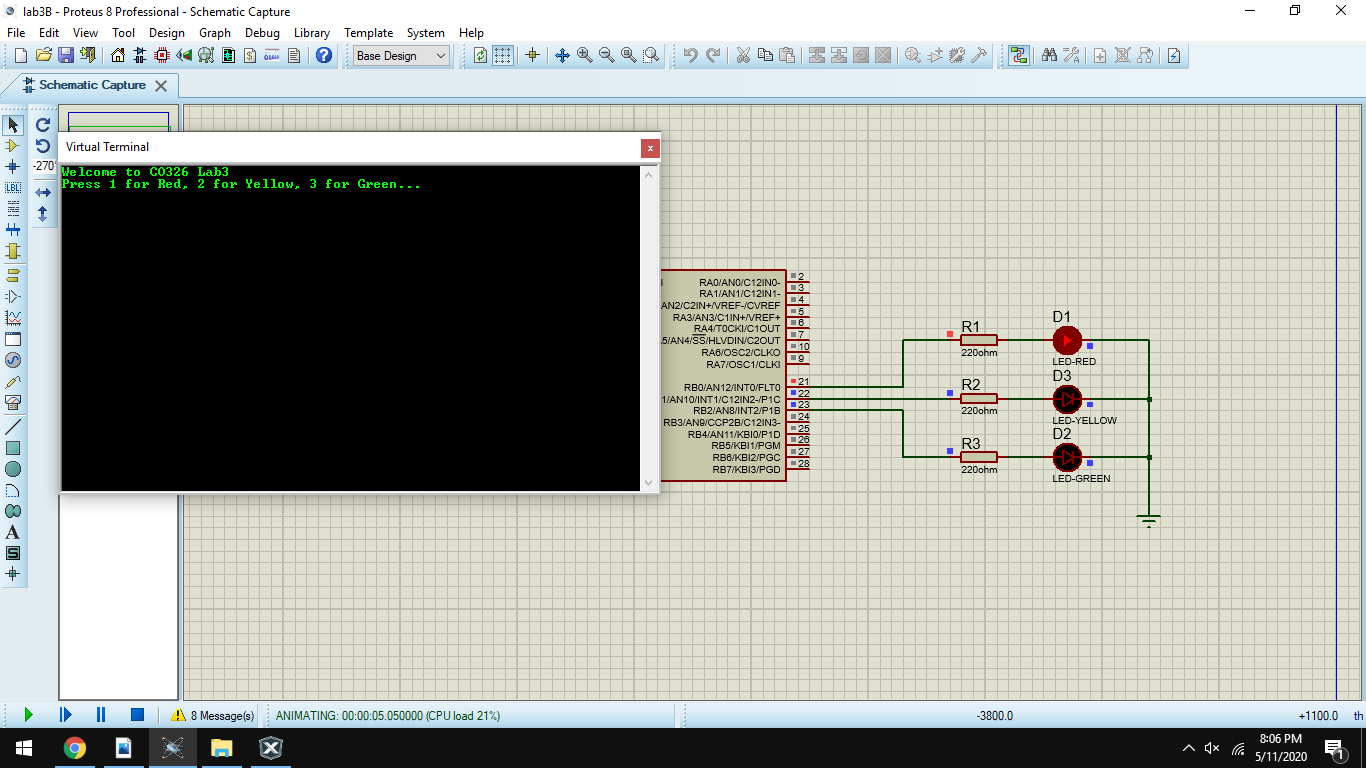 lab3B - Proteus 8 Professional - Schematic Capture
File Edit View Tool Design Graph Debug Library Template System Help
Base Design
Schematic Capture
-270
LBL
A
S
Virtual Terminal
x
Welcome to CO326 Lab3
Press 1 for Red, 2 for Yellow, 3 for Green...
RA0/AN0/C12IN0- 2
RA1/AN1/C12IN1- 3
AN2/C2IN+/VREF-/CVREF 4
RA3/AN3/C1IN+/VREF+ 5
RA4/T0CKI/C1OUT 6
5/AN4/SS/HLVDIN/C2OUT 7
RA6/OSC2/CLKO 10
RA7/OSC1/CLKI 9
RB0/AN12/INT0/FLT0 21
1/AN10/INT1/C12IN2-/P1C 22
RB2/AN8/INT2/P1B 23
RB3/AN9/CCP2B/C12IN3- 24
RB4/AN11/KBI0/P1D 25
RB5/KBI1/PGM 26
RB6/KBI2/PGC 27
RB7/KBI3/PGD 28
R1
220ohm
D1
LED-RED
R2
220ohm
D3
LED-YELLOW
R3
220ohm
D2
LED-GREEN
8 Message(s)
ANIMATING: 00:00:05.050000 (CPU load 21%)
-3800.0
+1100.0
th
8:06 PM
5/11/2020
1